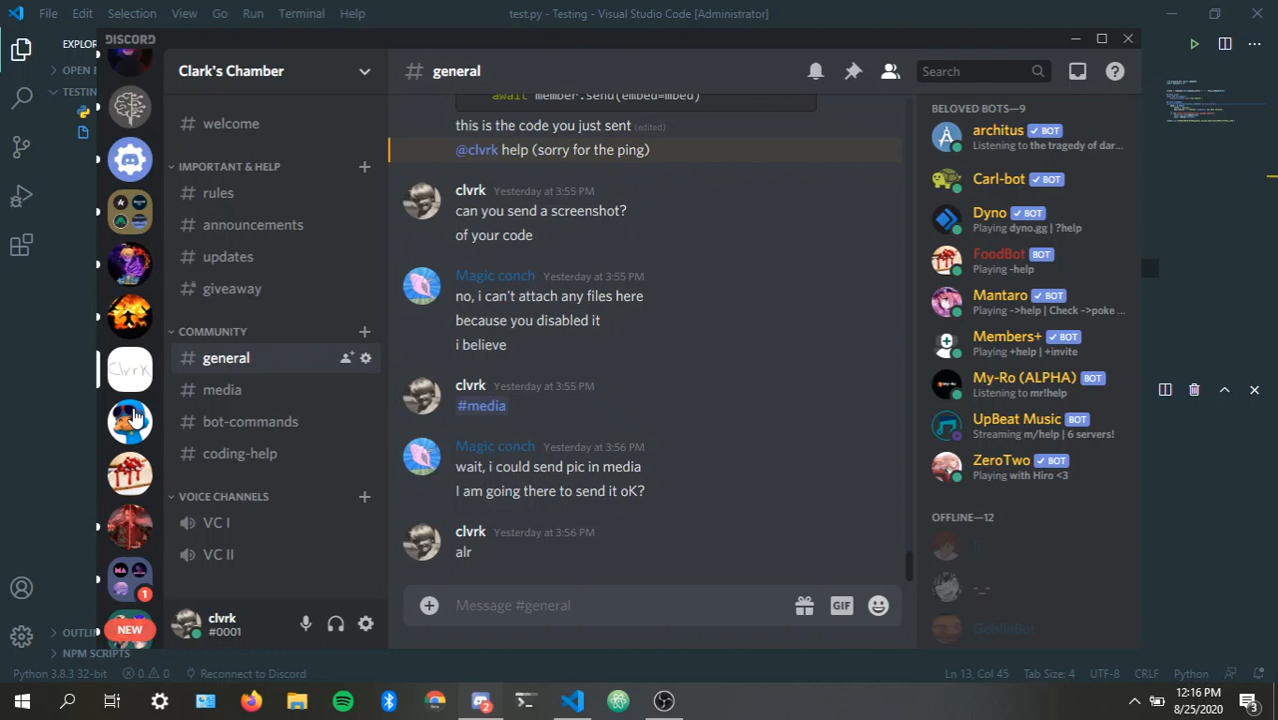 File Edit Selection View Go Run Terminal Help test.py - Testing - Visual Studio Code [Administrator]
EXPLOR
OPEN
TESTIN
OUTLIN
NPM SCRIPTS
DISCORD
NEW
1
Clark's Chamber
welcome
IMPORTANT & HELP
# rules
# announcements
# updates
giveaway
COMMUNITY
# general
# media
# bot-commands
# coding-help
VOICE CHANNELS
VC I
VC II
clvrk
#0001
# general
Search
await member.send(embed=mbed)
this is the code you just sent (edited)
@clvrk help (sorry for the ping)
clvrk Yesterday at 3:55 PM
can you send a screenshot?
of your code
Magic conch Yesterday at 3:55 PM
no, i can't attach any files here
because you disabled it
i believe
clvrk Yesterday at 3:55 PM
#media
Magic conch Yesterday at 3:56 PM
wait, i could send pic in media
I am going there to send it oK?
clvrk Yesterday at 3:56 PM
alr
Message #general
GIF
BELOVED BOTS—9
architus ✓ BOT
Listening to the tragedy of dar...
Carl-bot ✓ BOT
Dyno ✓ BOT
Playing dyno.gg | ?help
FoodBot BOT
Playing -help
Mantaro ✓ BOT
Playing ->help | Check ->poke ...
Members+ ✓ BOT
Playing +help | +invite
My-Ro (ALPHA) BOT
Listening to mr!help
UpBeat Music BOT
Streaming m/help | 6 servers!
ZeroTwo ✓ BOT
Playing with Hiro <3
OFFLINE—12
-_-
GobileBot
Python 3.8.3 32-bit 0 0 Reconnect to Discord Ln 13, Col 45 Tab Size: 4 UTF-8 CRLF Python
12:16 PM
8/25/2020